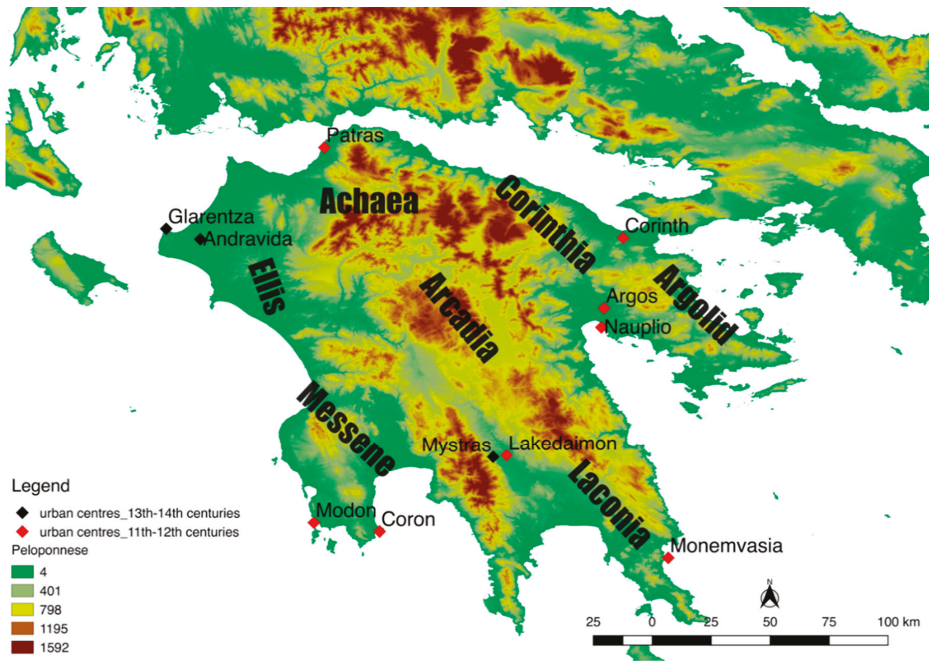 Patras
Achaea
Corinthia
Glarentza
Andravida
Corinth
Ellis
Arcadia
Argolid
Argos
Nauplio
Messene
Mystras
Lakedaimon
Laconia
Modon
Coron
Monemvasia
Legend
urban centres_13th-14th centuries
urban centres_11th-12th centuries
Peloponnese
4
401
798
1195
1592
N
25 0 25 50 75 100 km